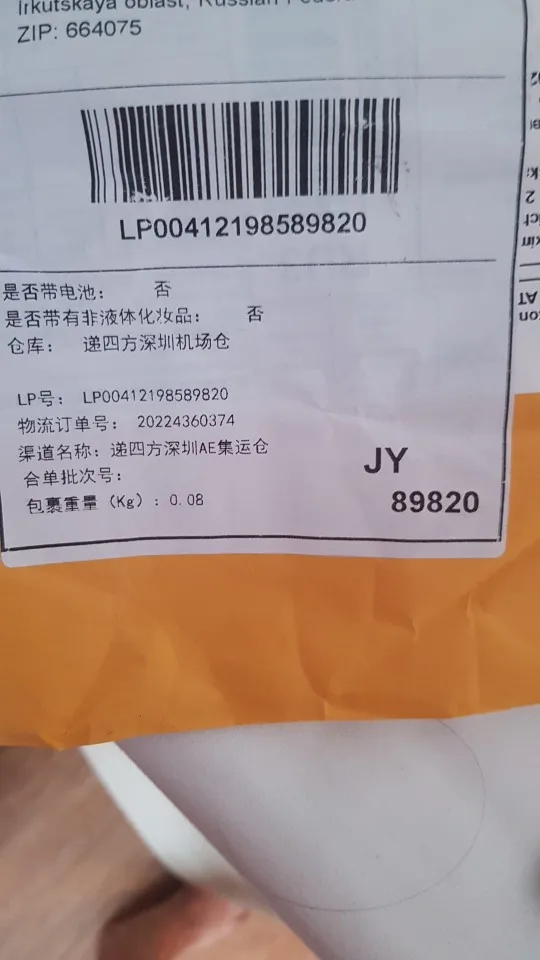 Irkutskaya oblast, Russian
ZIP: 664075
LP00412198589820
是否带电池： 否
是否带有非液体化妆品： 否
仓库： 递四方深圳机场仓
LP号： LP00412198589820
物流订单号： 20224360374
渠道名称：递四方深圳AE集运仓
合单批次号：
包裹重量（Kg）：0.08
JY
89820